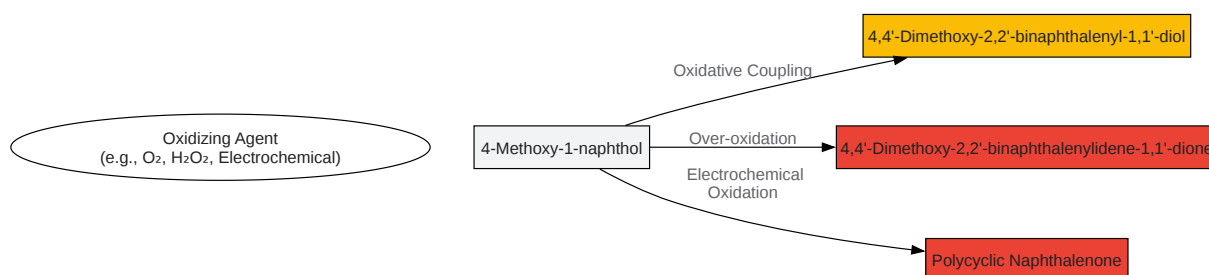 4,4'-Dimethoxy-2,2'-binaphthalenyl-1,1'-diol
Oxidative Coupling
Oxidizing Agent
(e.g., O₂, H₂O₂, Electrochemical)
4-Methoxy-1-naphthol
Over-oxidation
4,4'-Dimethoxy-2,2'-binaphthalenylidene-1,1'-dione
Electrochemical
Oxidation
Polycyclic Naphthalenone